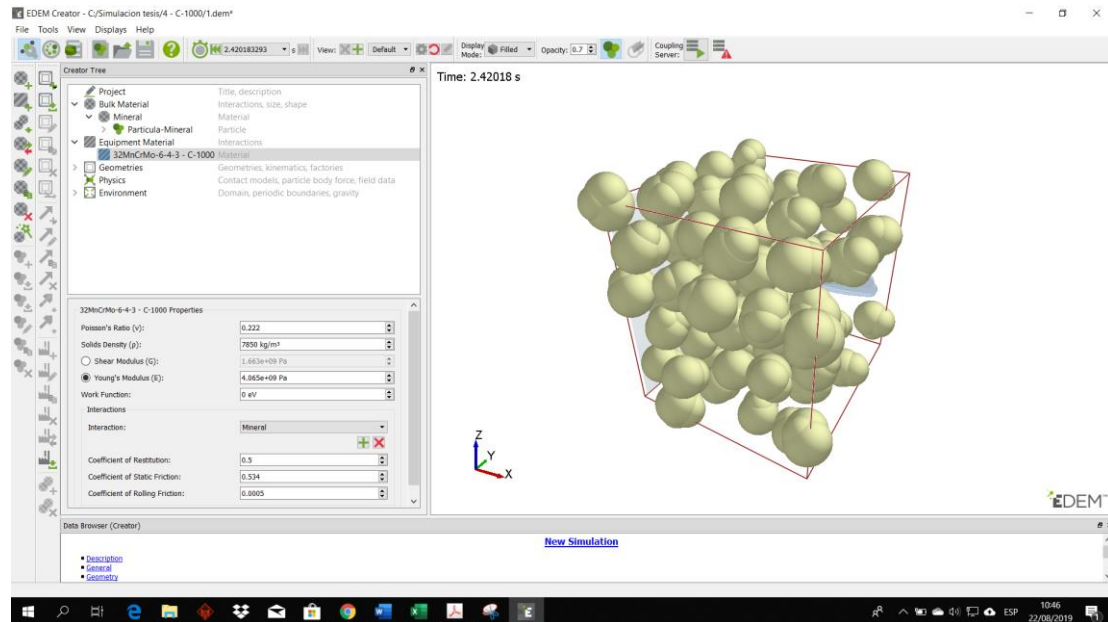 EDEM Creator - C:/Simulacion tesis/4 - C-1000/1.dem*
File Tools View Displays Help
2.420183293 s View: Default Display Mode: Filled Opacity: 0.7 Coupling Server:
Creator Tree
Project Title, description
Bulk Material Interactions, size, shape
Mineral Material
Particula-Mineral Particle
Equipment Material Interactions
32MnCrMo-6-4-3 - C-1000 Material
Geometries Geometries, kinematics, factories
Physics Contact models, particle body force, field data
Environment Domain, periodic boundaries, gravity
32MnCrMo-6-4-3 - C-1000 Properties
Poisson's Ratio (ν): 0.222
Solids Density (ρ): 7850 kg/m³
Shear Modulus (G): 1.663e+09 Pa
Young's Modulus (E): 4.065e+09 Pa
Work Function: 0 eV
Interactions
Interaction: Mineral
Coefficient of Restitution: 0.5
Coefficient of Static Friction: 0.534
Coefficient of Rolling Friction: 0.0005
Time: 2.42018 s
Z
Y
X
EDEM
Data Browser (Creator)
New Simulation
Description
General
Geometry
ESP
10:46
22/08/2019